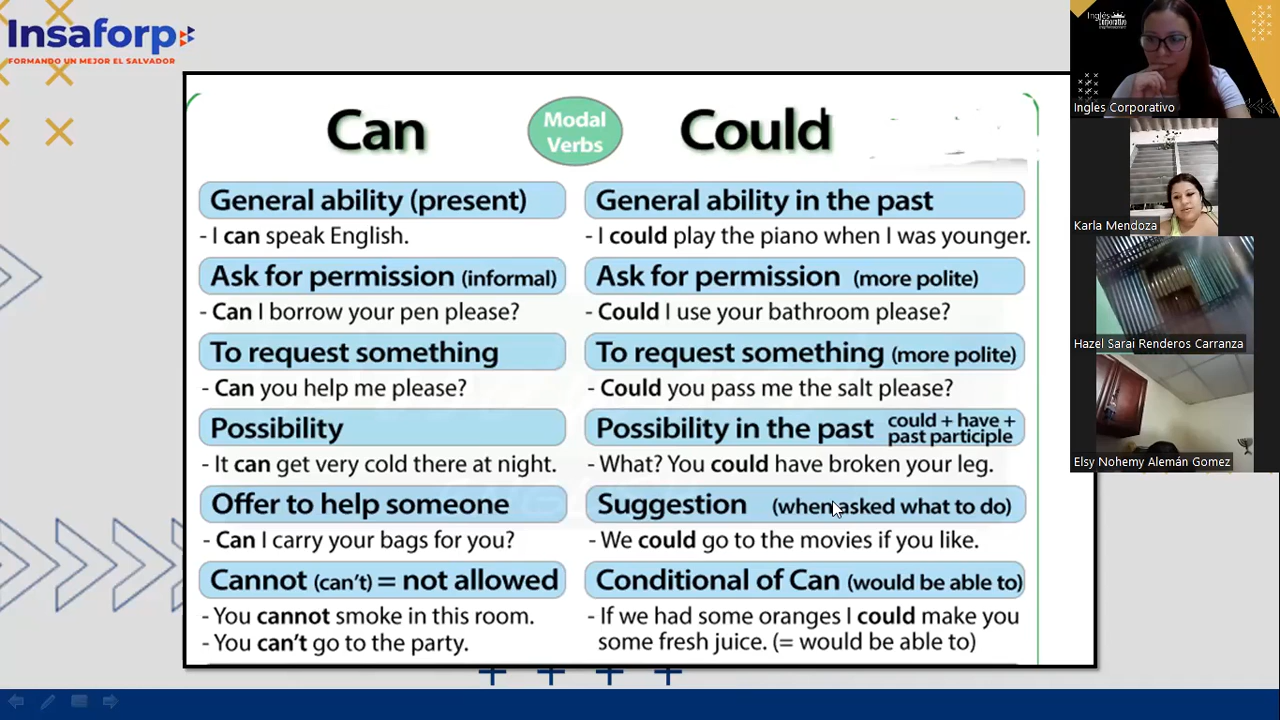 Insaforp
FORMANDO UN MEJOR EL SALVADOR
Can
Modal
Verbs
Could
General ability (present)
- I can speak English.
Ask for permission (informal)
- Can I borrow your pen please?
To request something
- Can you help me please?
Possibility
- It can get very cold there at night.
Offer to help someone
- Can I carry your bags for you?
Cannot (can't) = not allowed
- You cannot smoke in this room.
- You can't go to the party.
General ability in the past
- I could play the piano when I was younger.
Ask for permission (more polite)
- Could I use your bathroom please?
To request something (more polite)
- Could you pass me the salt please?
Possibility in the past could + have +
past participle
- What? You could have broken your leg.
Suggestion (when asked what to do)
- We could go to the movies if you like.
Conditional of Can (would be able to)
- If we had some oranges I could make you
some fresh juice. (= would be able to)
Inglés
Corporativo
Ingles Corporativo
Karla Mendoza
Hazel Sarai Renderos Carranza
Elsy Nohemy Alemán Gomez